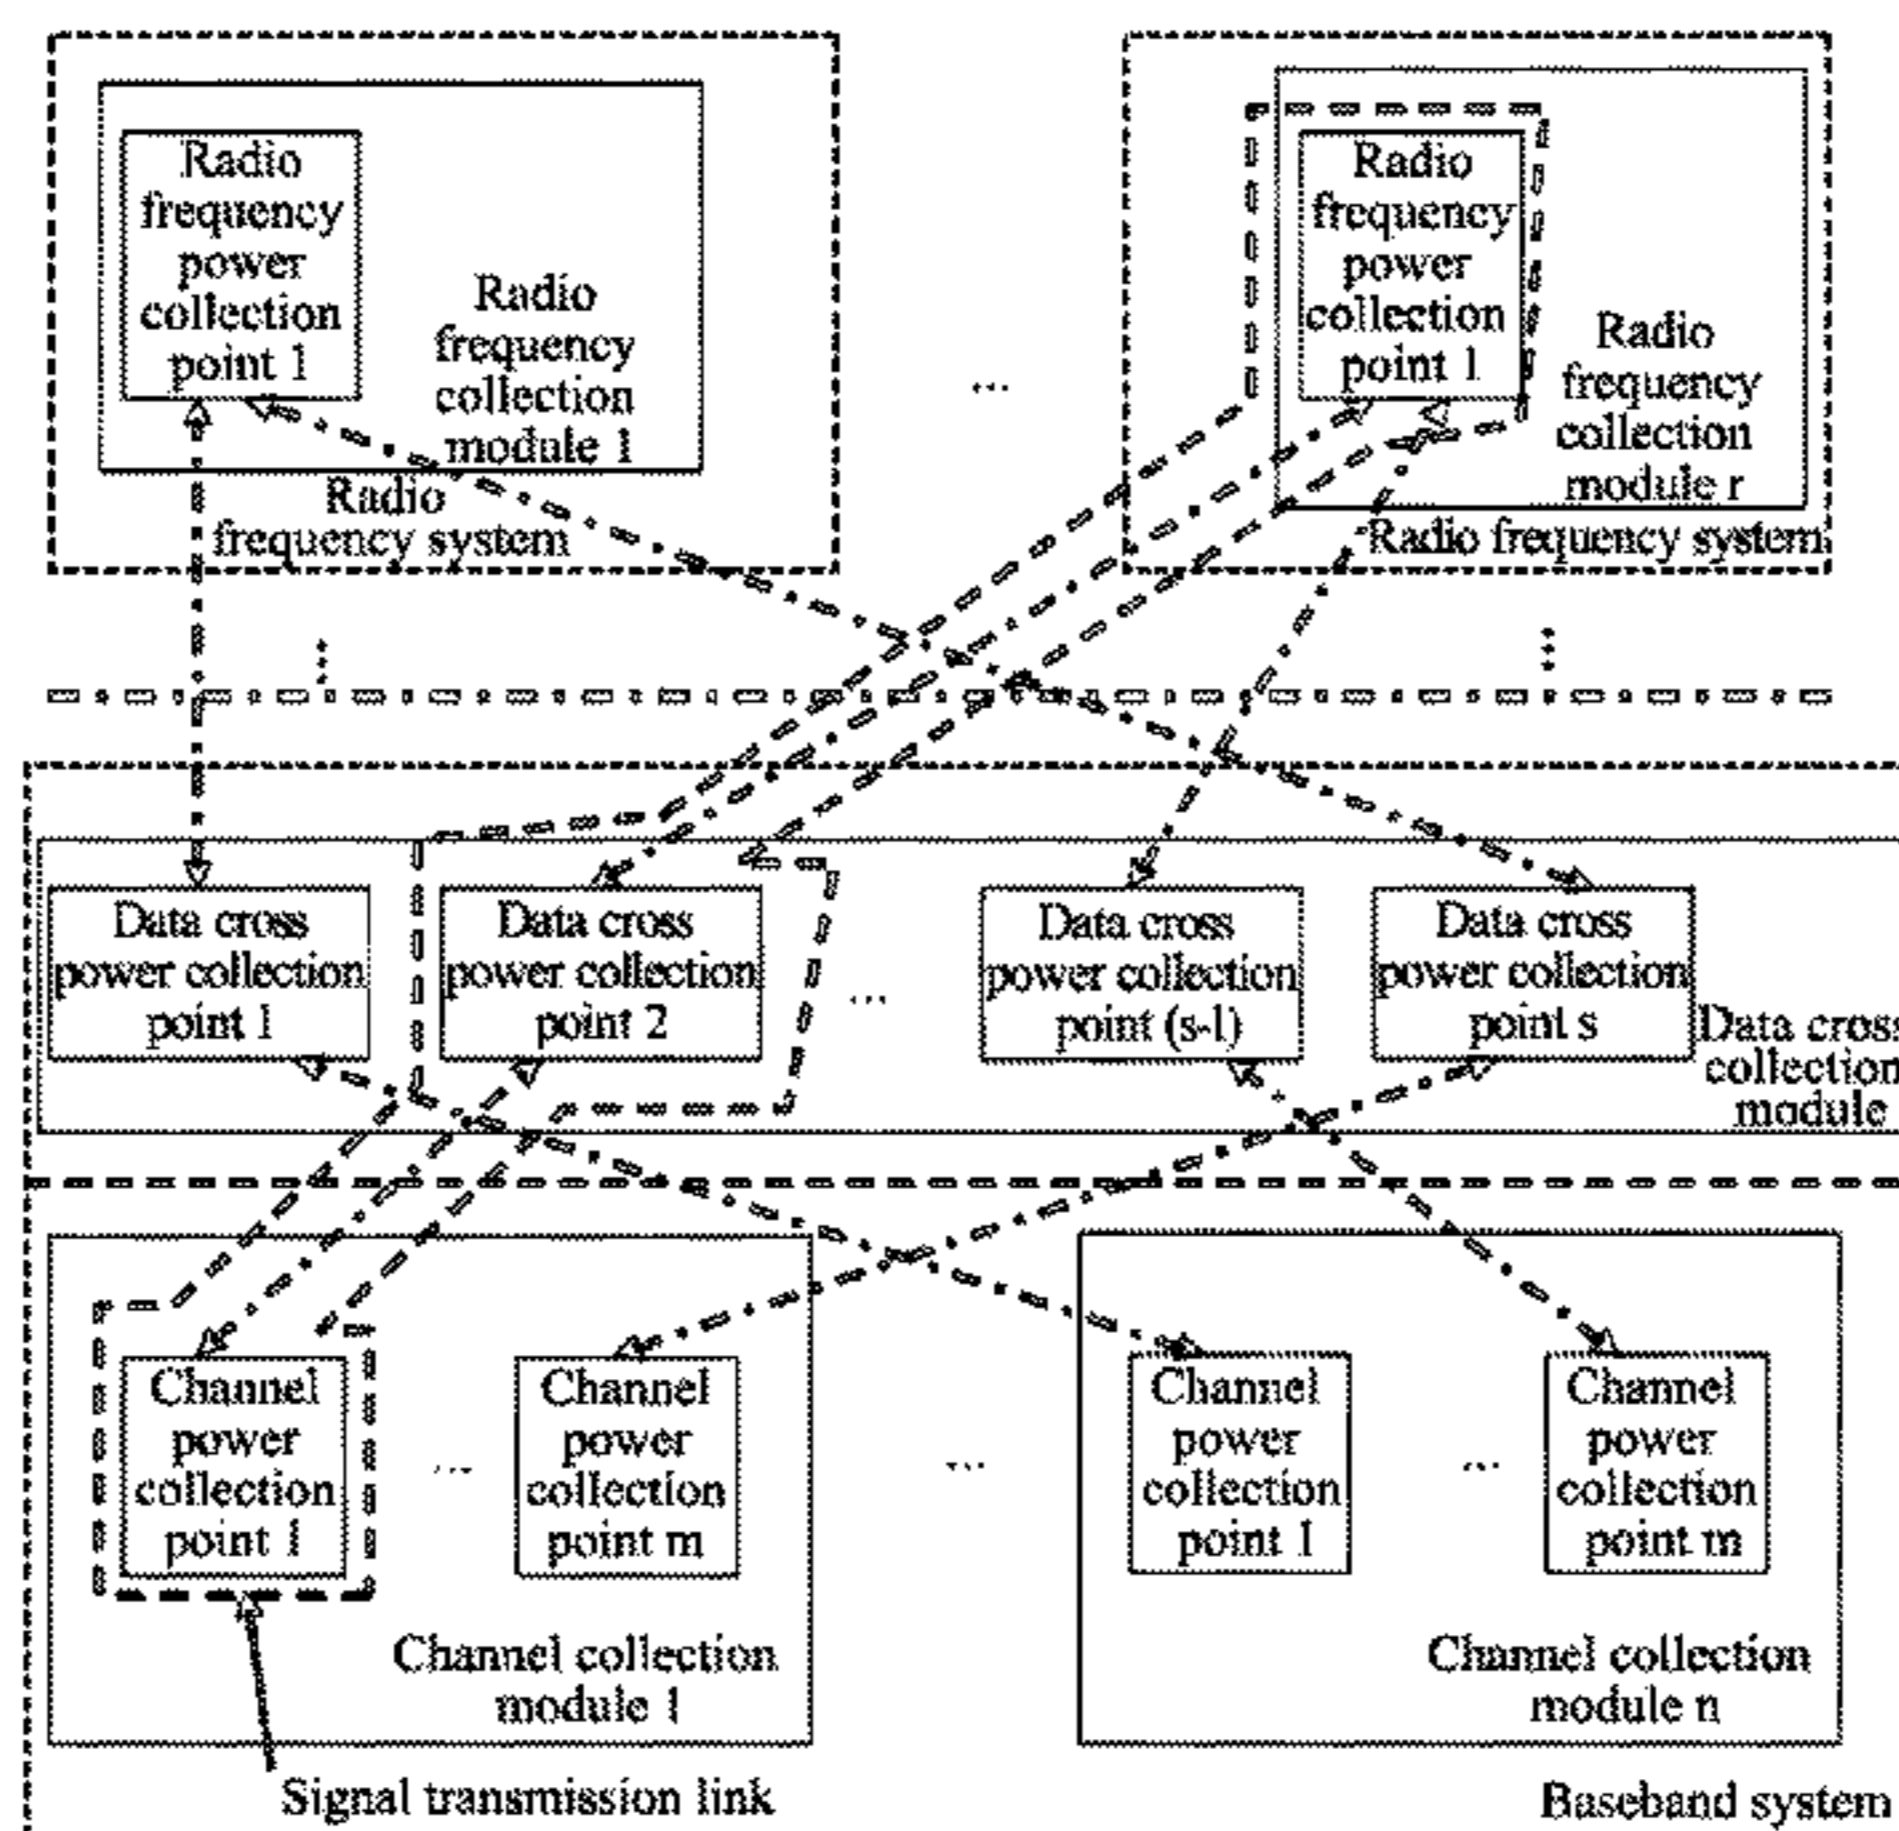 Radio
frequency
power
collection
point 1
Radio
frequency
collection
module 1
Radio
frequency system
...
Radio
frequency
power
collection
point 1
Radio
frequency
collection
module r
Radio frequency system
Data cross
power collection
point 1
Data cross
power collection
point 2
...
Data cross
power collection
point (s-1)
Data cross
power collection
point s
Data cross
collection
module
Channel
power
collection
point 1
...
Channel
power
collection
point m
Channel collection
module 1
...
Channel
power
collection
point 1
...
Channel
power
collection
point m
Channel collection
module n
Signal transmission link
Baseband system